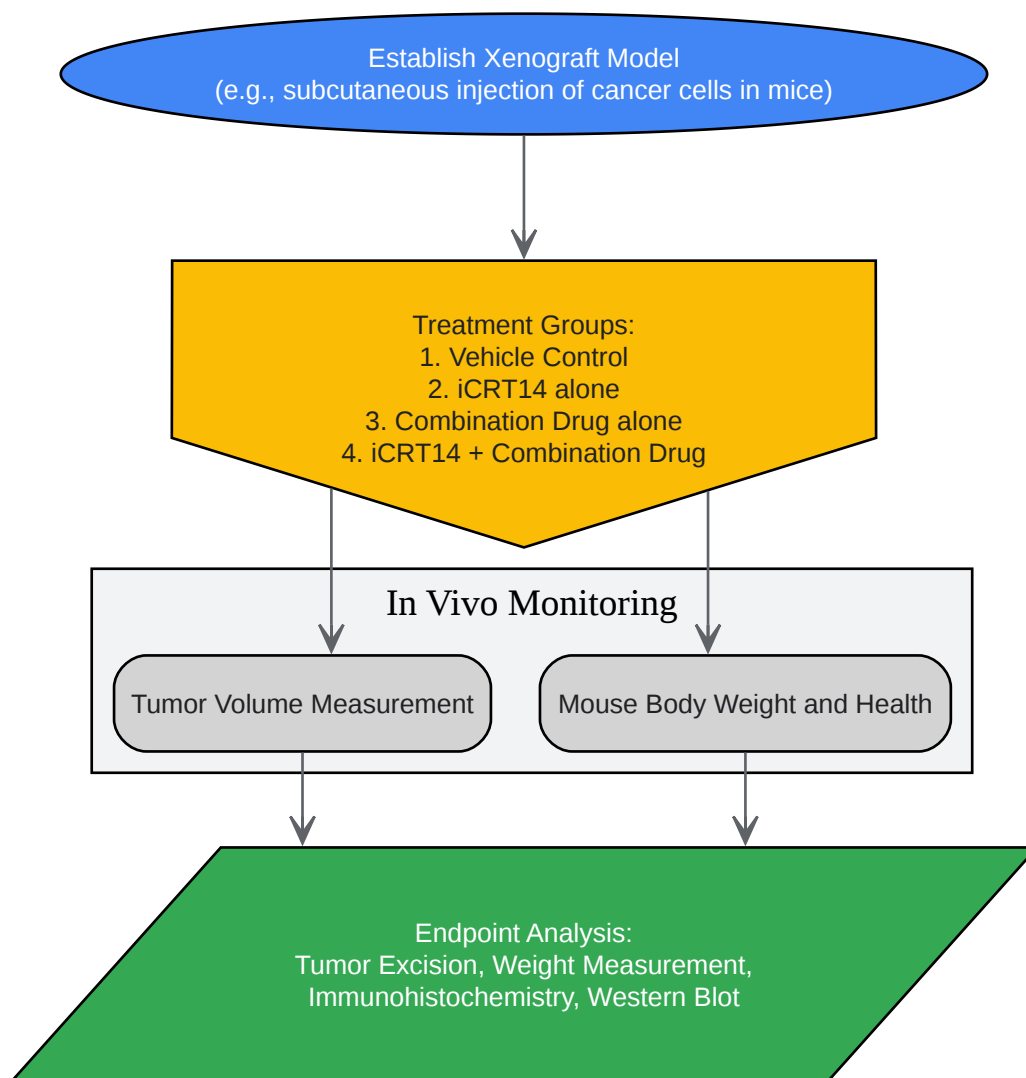 Establish Xenograft Model
(e.g., subcutaneous injection of cancer cells in mice)
Treatment Groups:
1. Vehicle Control
2. iCRT14 alone
3. Combination Drug alone
4. iCRT14 + Combination Drug
In Vivo Monitoring
Tumor Volume Measurement
Mouse Body Weight and Health
Endpoint Analysis:
Tumor Excision, Weight Measurement,
Immunohistochemistry, Western Blot